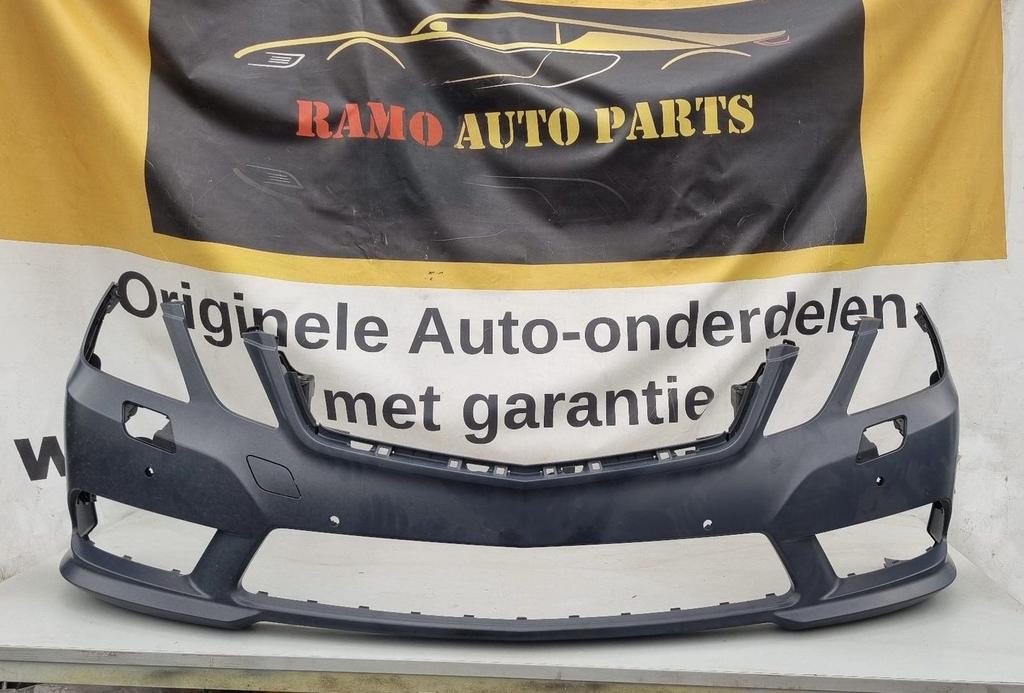 RAMO AUTO PARTS
Originele Auto-onderdelen
met garantie
w